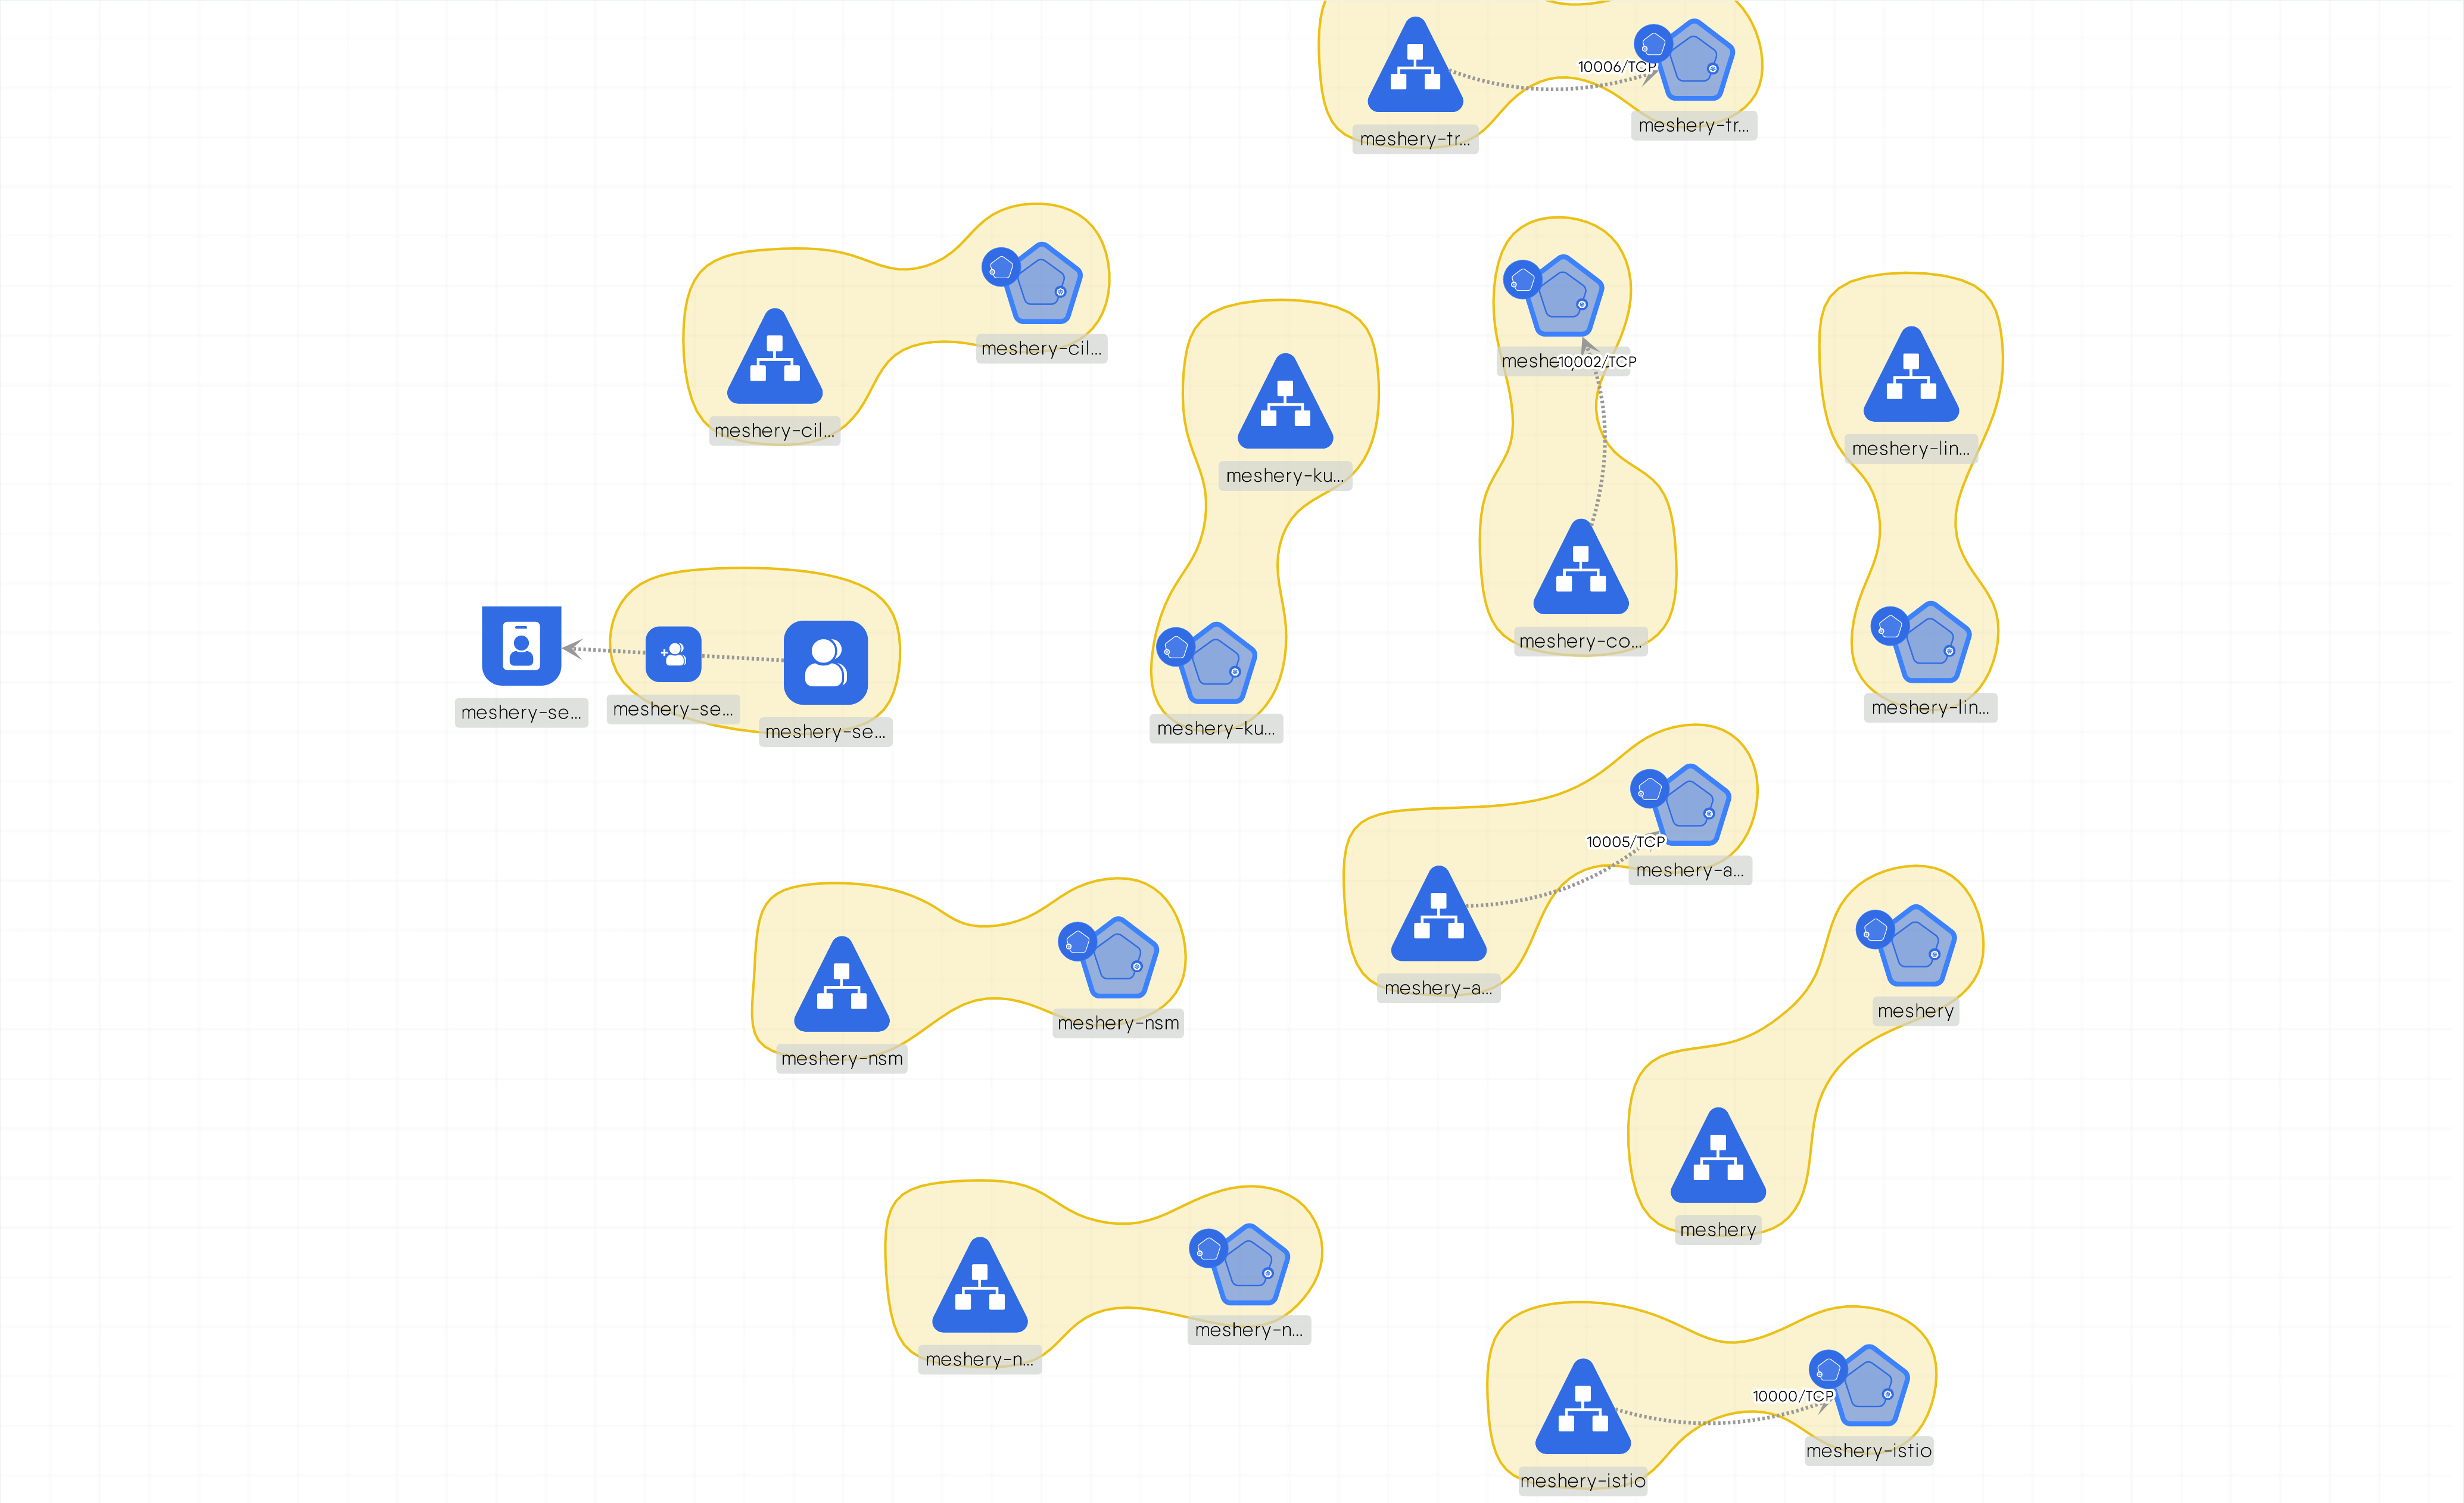 10006/TCP
meshery-tr...
meshery-tr...
meshery-cil...
meshery-cil...
meshery-ku...
meshery-ku...
10002/TCP
meshery-co...
meshery-lin...
meshery-lin...
meshery-se...
meshery-se...
meshery-se...
10005/TCP
meshery-a...
meshery-a...
meshery-nsm
meshery-nsm
meshery
meshery
meshery-n...
meshery-n...
10000/TCP
meshery-istio
meshery-istio